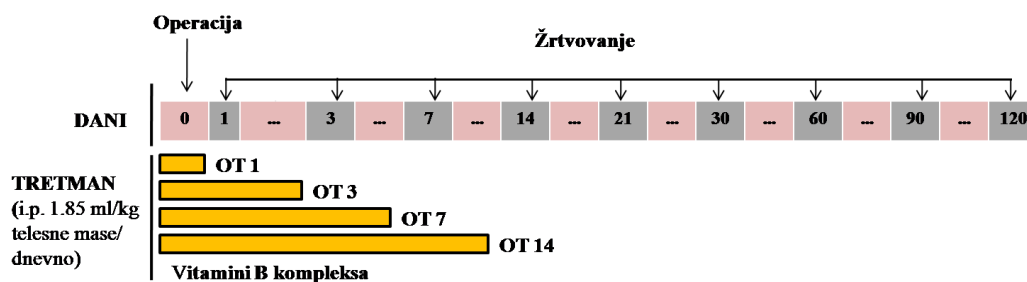 Operacija
Žrtvovanje
DANI
0 1 ... 3 ... 7 ... 14 ... 21 ... 30 ... 60 ... 90 ... 120
OT 1
OT 3
OT 7
OT 14
TRETMAN
(i.p. 1.85 ml/kg
telesne mase/
dnevno)
Vitamini B kompleksa